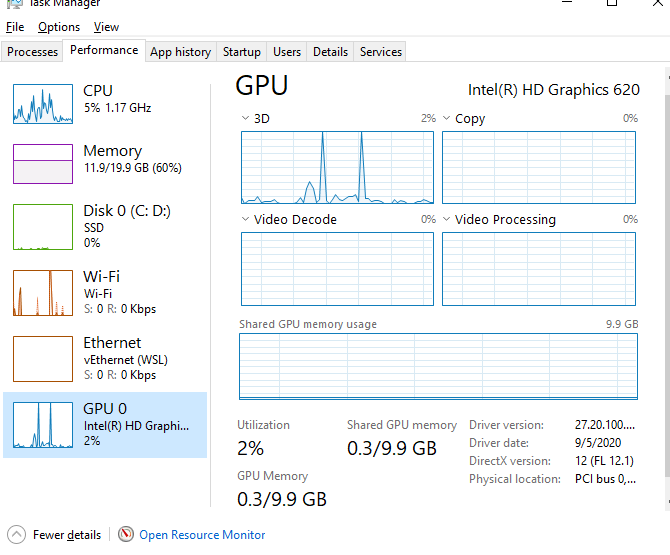 Task Manager
File Options View
Processes Performance App history Startup Users Details Services
CPU
5% 1.17 GHz
Memory
11.9/19.9 GB (60%)
Disk 0 (C: D:)
SSD
0%
Wi-Fi
Wi-Fi
S: 0 R: 0 Kbps
Ethernet
vEthernet (WSL)
S: 0 R: 0 Kbps
GPU 0
Intel(R) HD Graphi...
2%
GPU Intel(R) HD Graphics 620
3D 2% Copy 0%
Video Decode 0% Video Processing 0%
Shared GPU memory usage 9.9 GB
Utilization
2%
Shared GPU memory
0.3/9.9 GB
GPU Memory
0.3/9.9 GB
Driver version: 27.20.100....
Driver date: 9/5/2020
DirectX version: 12 (FL 12.1)
Physical location: PCI bus 0,...
Fewer details Open Resource Monitor